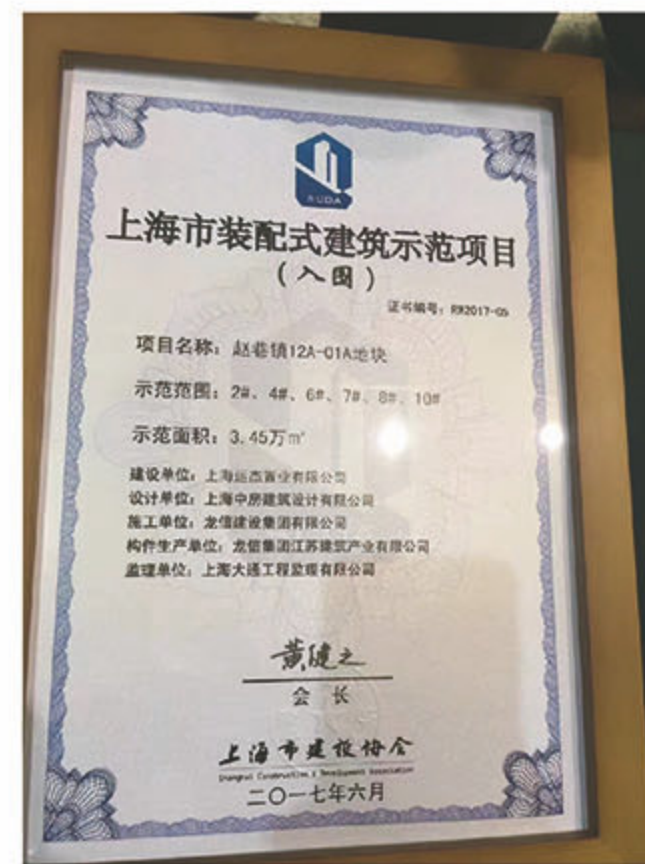 AUDA
上海市装配式建筑示范项目
(入围)
证书编号：RW2017-05
项目名称：赵巷镇12A-01A地块
示范范围：2#、4#、6#、7#、8#、10#
示范面积：3.45万㎡
建设单位：上海运杰置业有限公司
设计单位：上海中房建筑设计有限公司
施工单位：龙信建设集团有限公司
构件生产单位：龙信集团江苏建筑产业有限公司
监理单位：上海大通工程监理有限公司
黄健之
会 长
上海市建设协会
Shanghai Construction & Development Association
二〇一七年六月